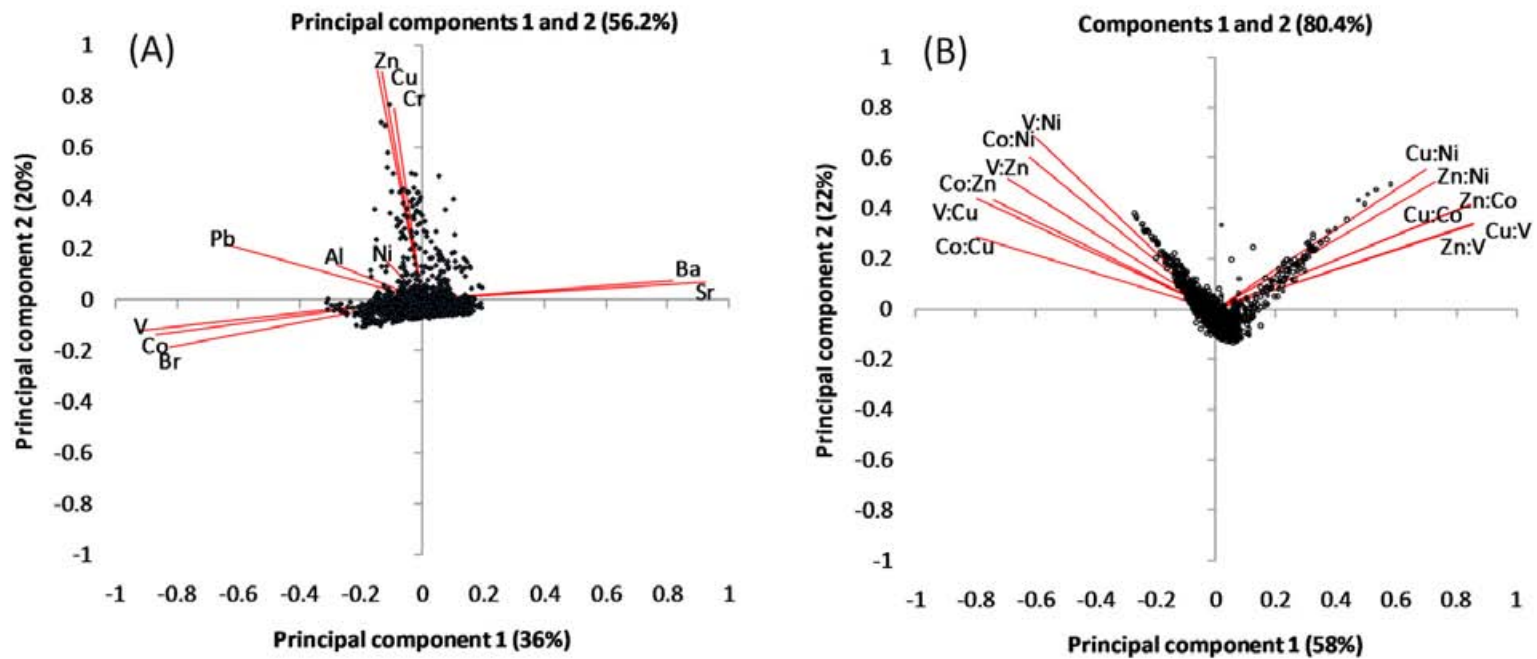 Principal components 1 and 2 (56.2%)
(A)
Zn
Cu
Cr
Pb
Al
Ni
Ba
Sr
V
Co
Br
1
0.8
0.6
0.4
0.2
0
-0.2
-0.4
-0.6
-0.8
-1
-1 -0.8 -0.6 -0.4 -0.2 0 0.2 0.4 0.6 0.8 1
Principal component 2 (20%)
Principal component 1 (36%)
Components 1 and 2 (80.4%)
(B)
V:Ni
Co:Ni
V:Zn
Co:Zn
V:Cu
Co:Cu
Cu:Ni
Zn:Ni
Zn:Co
Cu:Co
Cu:V
Zn:V
1
0.8
0.6
0.4
0.2
0
-0.2
-0.4
-0.6
-0.8
-1
-1 -0.8 -0.6 -0.4 -0.2 0 0.2 0.4 0.6 0.8 1
Principal component 2 (22%)
Principal component 1 (58%)